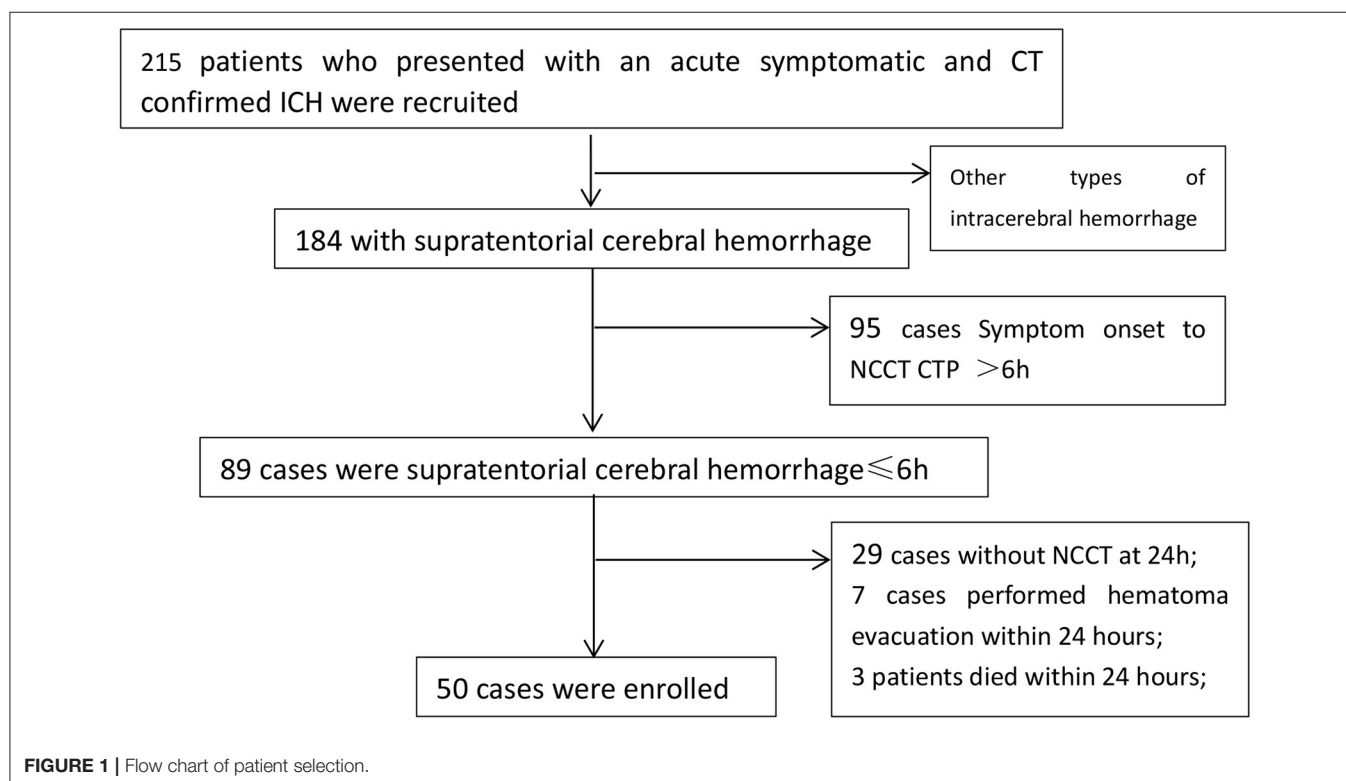 215 patients who presented with an acute symptomatic and CT
confirmed ICH were recruited
Other types of
intracerebral hemorrhage
184 with supratentorial cerebral hemorrhage
95 cases Symptom onset to
NCCT CTP >6h
89 cases were supratentorial cerebral hemorrhage≤6h
29 cases without NCCT at 24h;
7 cases performed hematoma
evacuation within 24 hours;
3 patients died within 24 hours;
50 cases were enrolled
FIGURE 1 | Flow chart of patient selection.